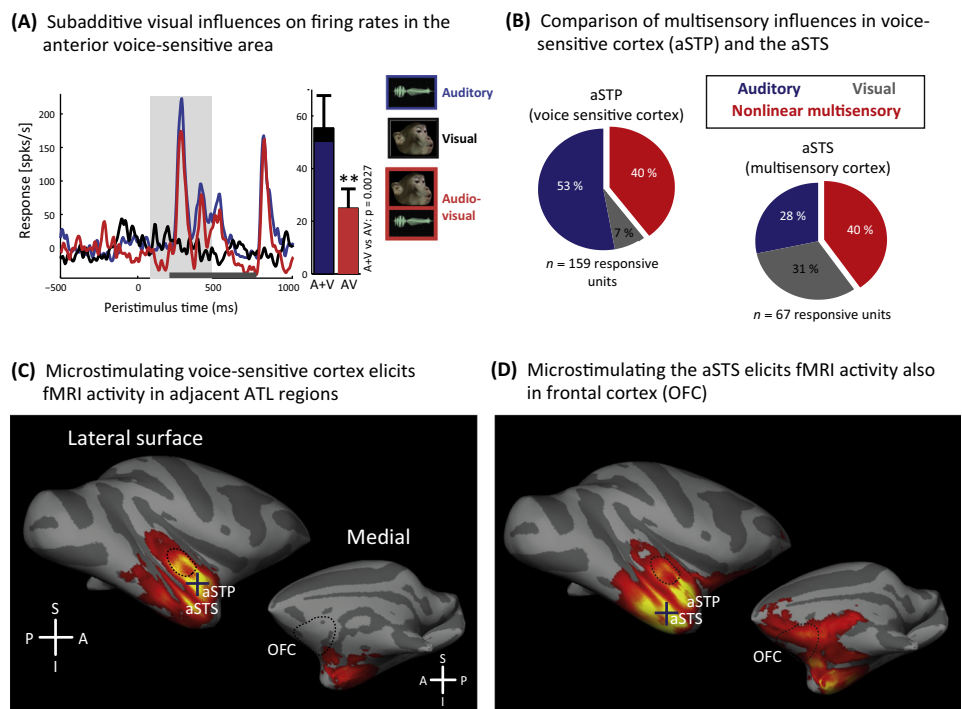 (A) Subadditive visual influences on firing rates in the
anterior voice-sensitive area
Response [spks/s]
200
150
100
50
0
−500
0
500
1000
Peristimulus time (ms)
60
40
20
0
A+V
AV
**
A+V vs AV: p = 0.0027
Auditory
Visual
Audio-
visual
(B) Comparison of multisensory influences in voice-
sensitive cortex (aSTP) and the aSTS
Auditory Visual
Nonlinear multisensory
aSTP
(voice sensitive cortex)
53 %
40 %
7 %
n = 159 responsive
units
aSTS
(multisensory cortex)
28 %
40 %
31 %
n = 67 responsive units
(C) Microstimulating voice-sensitive cortex elicits
fMRI activity in adjacent ATL regions
Lateral surface
Medial
aSTP
aSTS
S
P A
I
OFC
S
A P
I
(D) Microstimulating the aSTS elicits fMRI activity also
in frontal cortex (OFC)
aSTP
aSTS
OFC